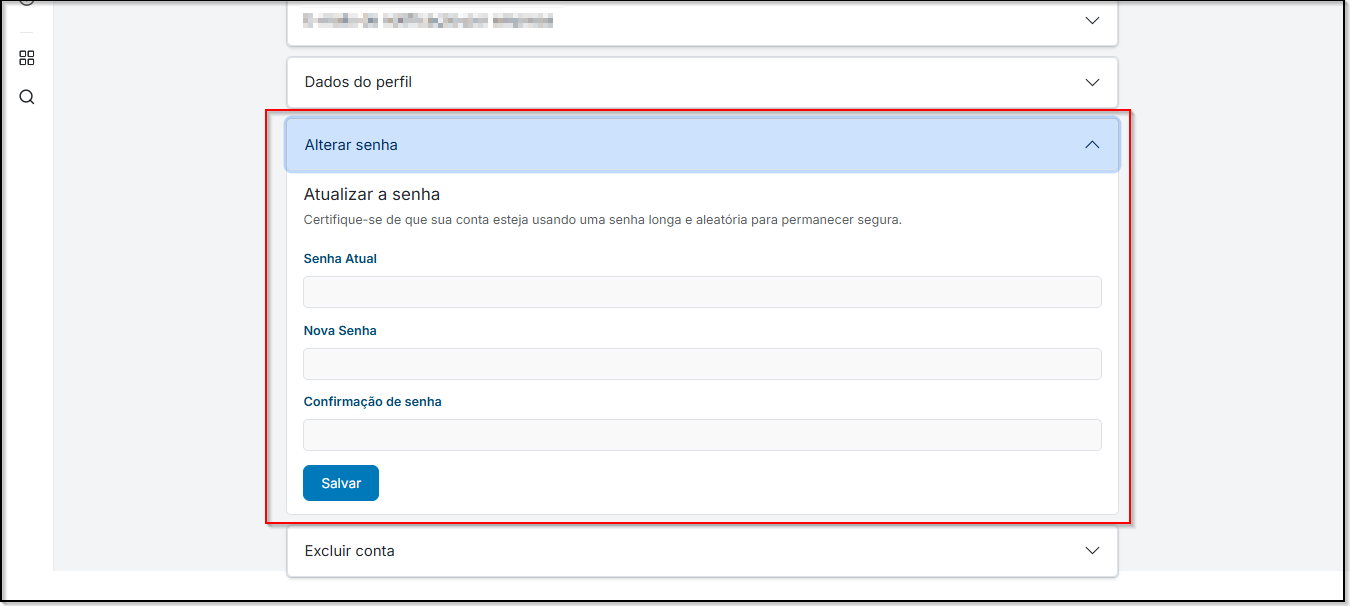 Dados do perfil
Alterar senha
Atualizar a senha
Certifique-se de que sua conta esteja usando uma senha longa e aleatória para permanecer segura.
Senha Atual
Nova Senha
Confirmação de senha
Salvar
Excluir conta